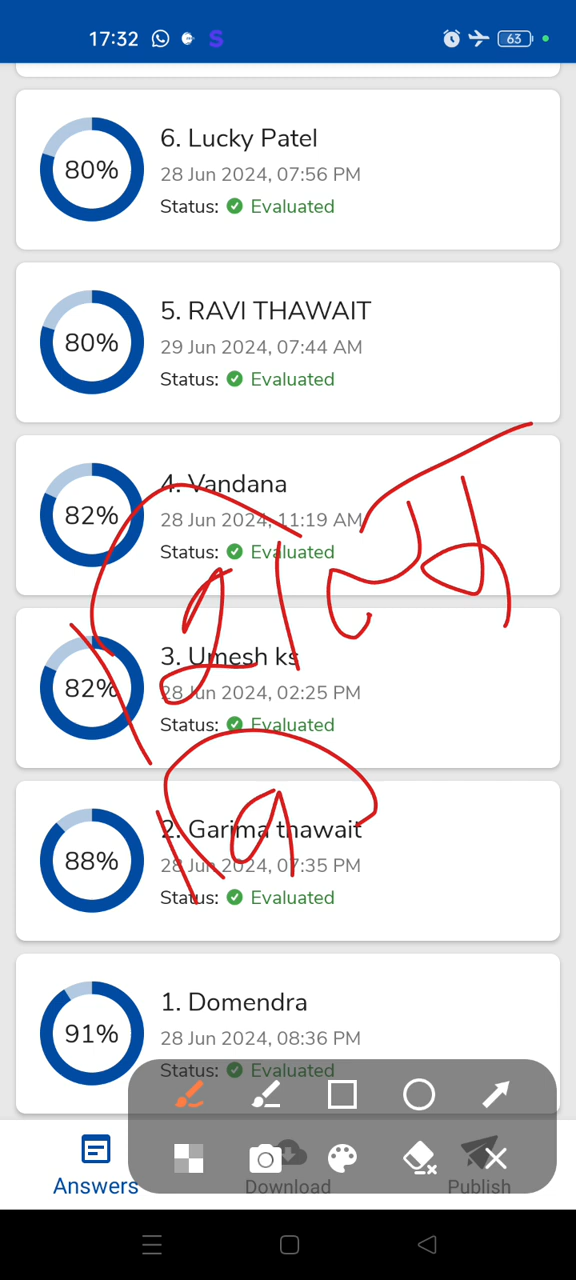 17:32
63
6. Lucky Patel
80%
28 Jun 2024, 07:56 PM
Status: Evaluated
5. RAVI THAWAIT
80%
29 Jun 2024, 07:44 AM
Status: Evaluated
4. Vandana
82%
28 Jun 2024, 11:19 AM
Status: Evaluated
3. Umesh ks
82%
28 Jun 2024, 02:25 PM
Status: Evaluated
2. Garima thawait
88%
28 Jun 2024, 07:35 PM
Status: Evaluated
1. Domendra
91%
28 Jun 2024, 08:36 PM
Status: Evaluated
Answers Download Publish